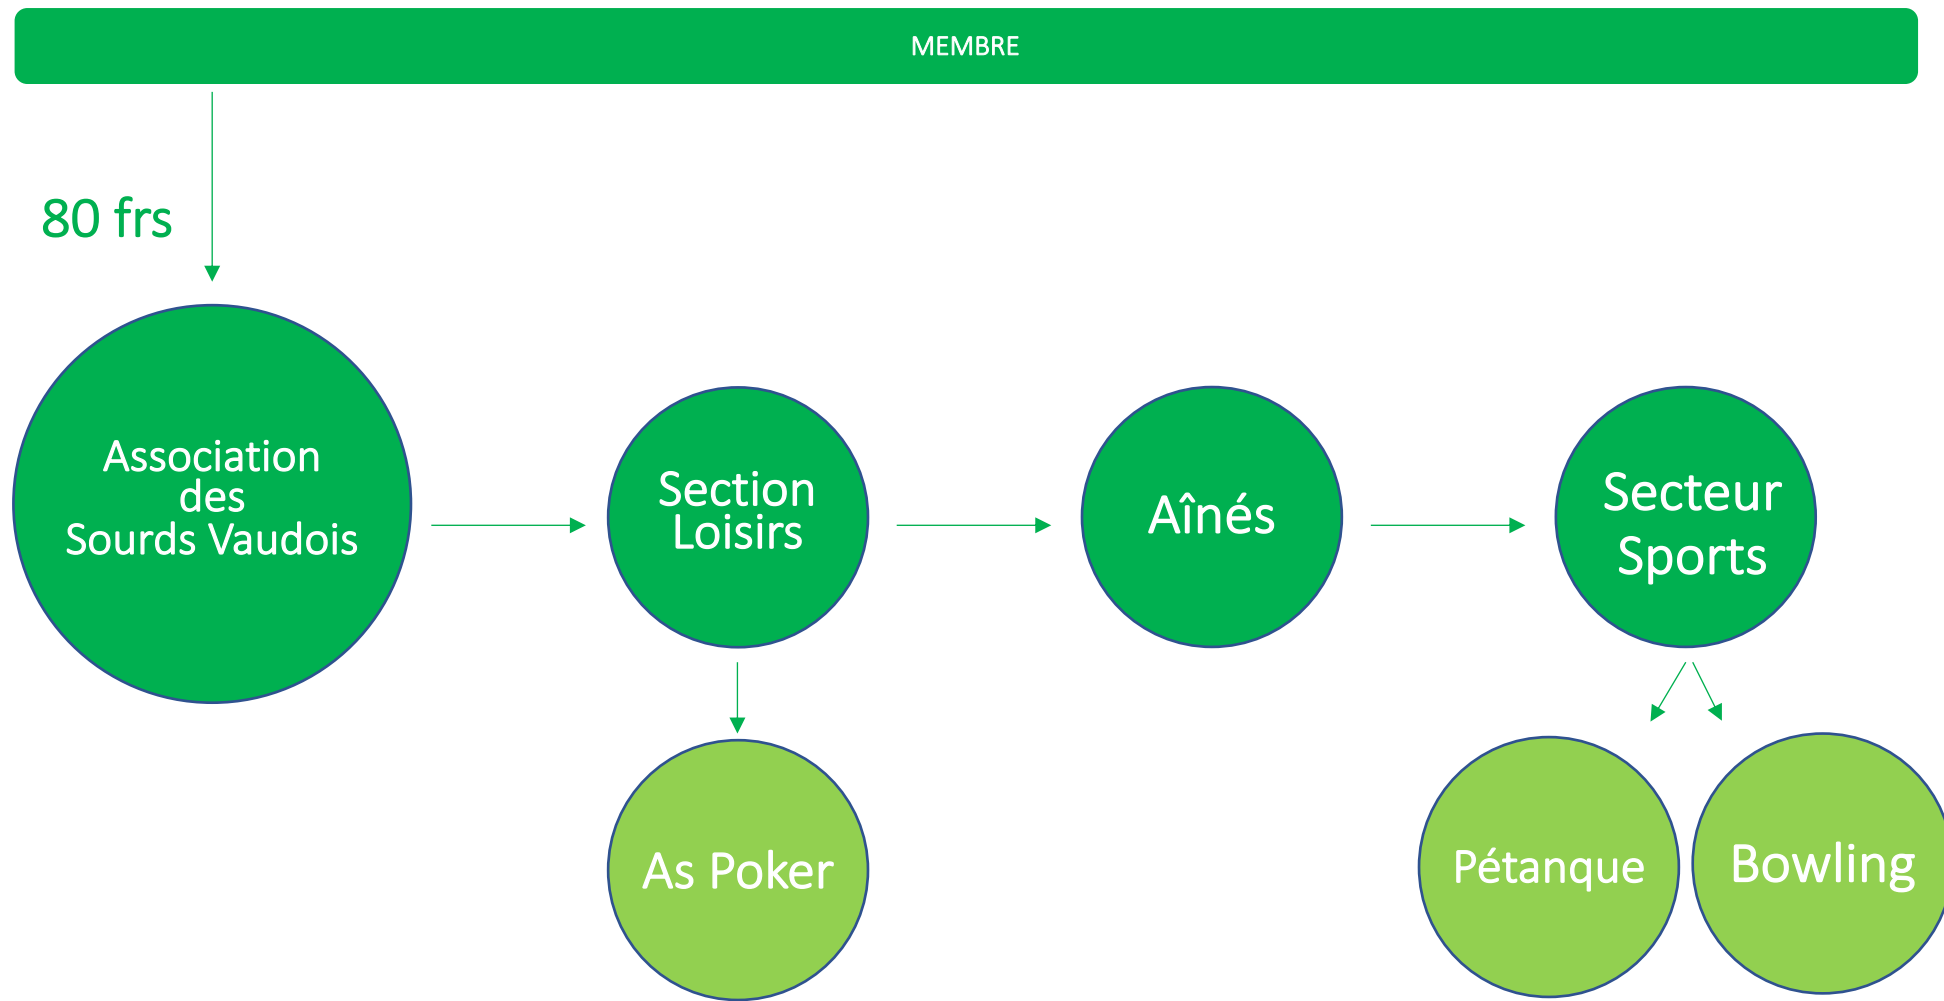 MEMBRE
80 frs
Association
des
Sourds Vaudois
Section
Loisirs
Aînés
Secteur
Sports
As Poker
Pétanque
Bowling